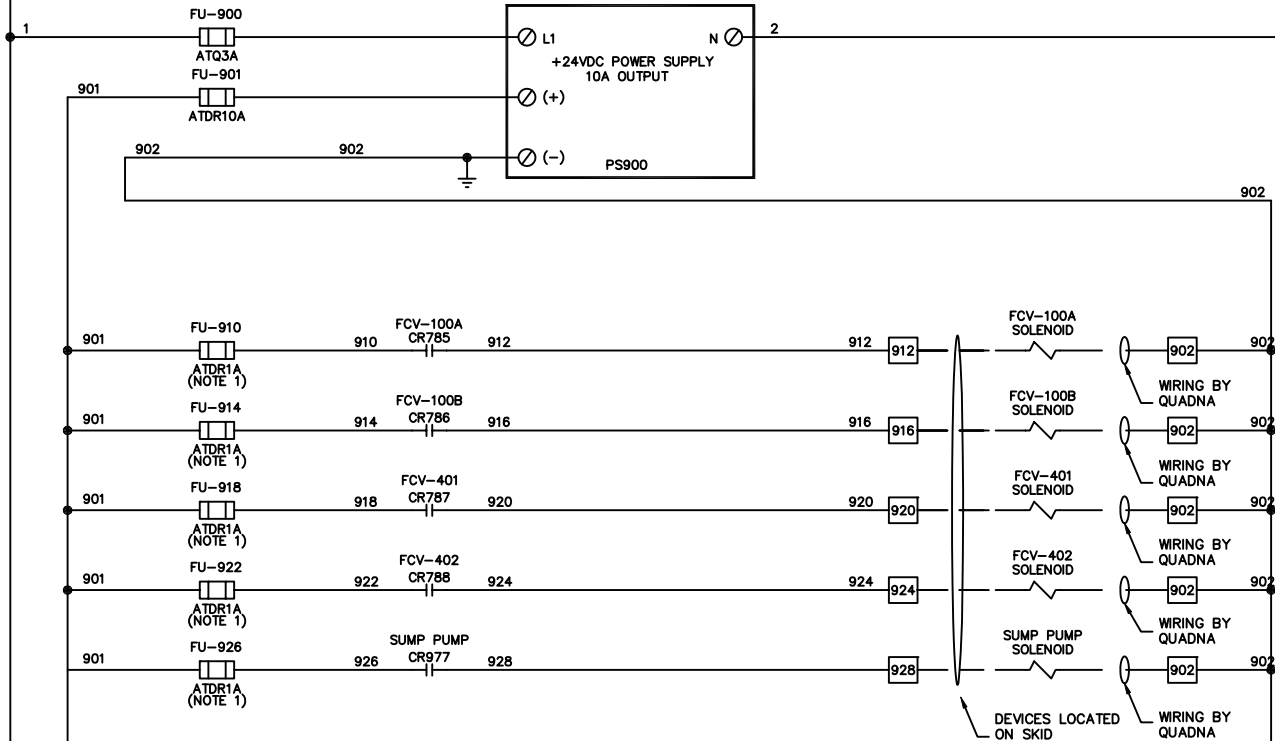 FU-900
1
L1
N
2
ATQ3A
+24VDC POWER SUPPLY
10A OUTPUT
FU-901
901
(+)
ATDR10A
902
902
(-)
PS900
902
FU-910
FCV-100A
CR785
FCV-100A
SOLENOID
901
910
912
912
912
902
902
ATDR1A
(NOTE 1)
WIRING BY
QUADNA
FU-914
FCV-100B
CR786
FCV-100B
SOLENOID
901
914
916
916
916
902
902
ATDR1A
(NOTE 1)
WIRING BY
QUADNA
FU-918
FCV-401
CR787
FCV-401
SOLENOID
901
918
920
920
920
902
902
ATDR1A
(NOTE 1)
WIRING BY
QUADNA
FU-922
FCV-402
CR788
FCV-402
SOLENOID
901
922
924
924
924
902
902
ATDR1A
(NOTE 1)
WIRING BY
QUADNA
FU-926
SUMP PUMP
CR977
SUMP PUMP
SOLENOID
901
926
928
928
902
902
ATDR1A
(NOTE 1)
DEVICES LOCATED
ON SKID
WIRING BY
QUADNA